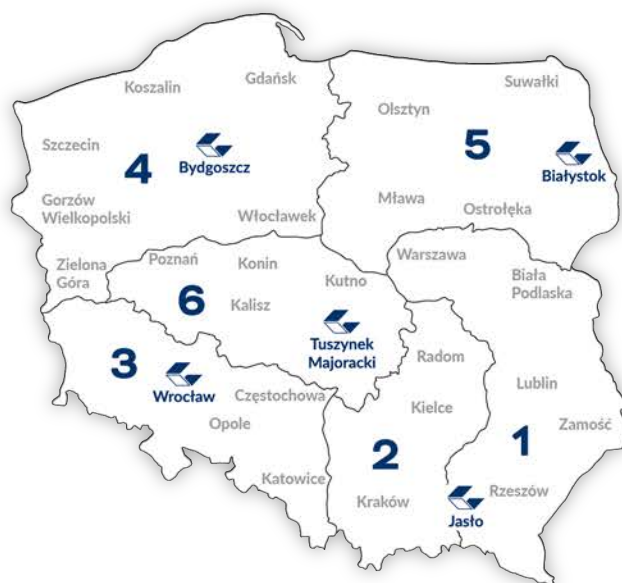 Gdańsk
Koszalin
Suwałki
Olsztyn
Szczecin
4
Bydgoszcz
5
Białystok
Gorzów
Wielkopolski
Włocławek
Mława
Ostrołęka
Zielona
Góra
Poznań
Konin
Kutno
Warszawa
Biała
Podlaska
6
Kalisz
Tuszynek
Majoracki
3
Wrocław
Częstochowa
Opole
Katowice
Radom
Kielce
2
Kraków
Lublin
Zamość
1
Rzeszów
Jasło